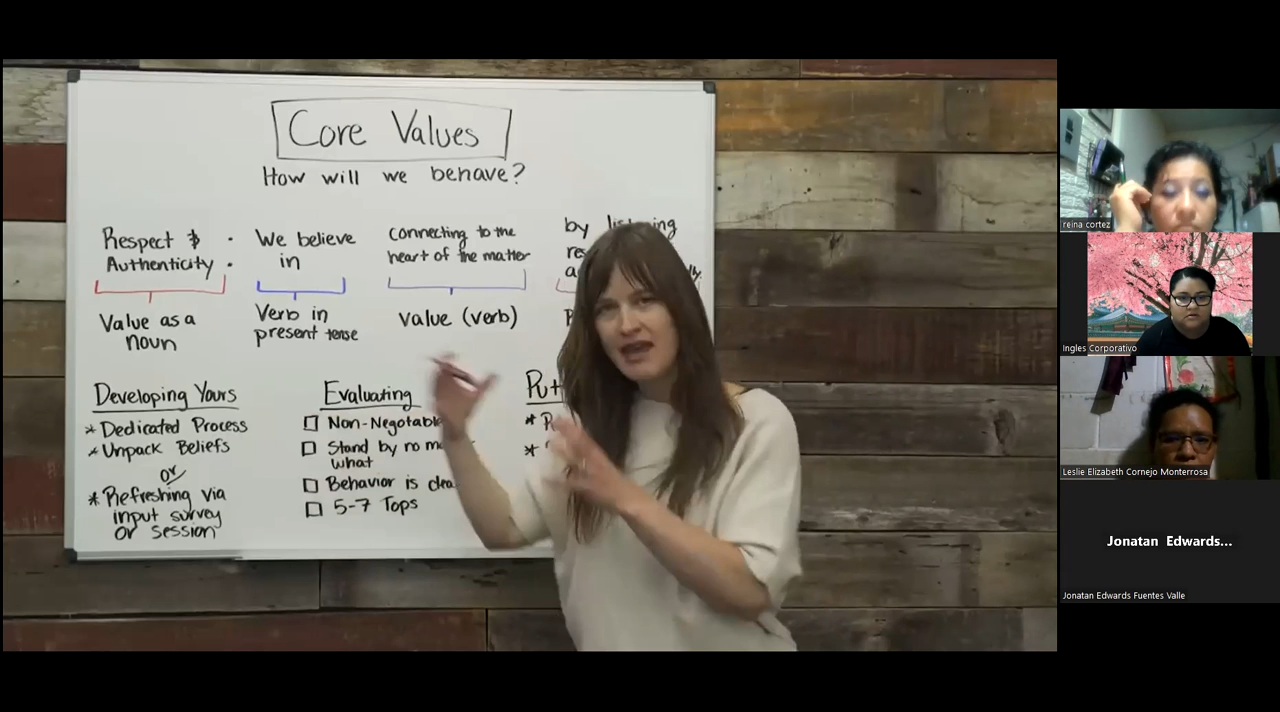 Core Values
How will we behave?
Respect &
Authenticity
:
We believe
in
connecting to the
heart of the matter
by listening
Value as a
noun
Verb in
present tense
value (verb)
Developing Yours
* Dedicated Process
* Unpack Beliefs
or
* Refreshing via
input survey
or session
Evaluating
Non-Negotable
Stand by no
what
Behavior is
5-7 Tops
reina cortez
Ingles Corporativo
Leslie Elizabeth Cornejo Monterrosa
Jonatan Edwards...
Jonatan Edwards Fuentes Valle